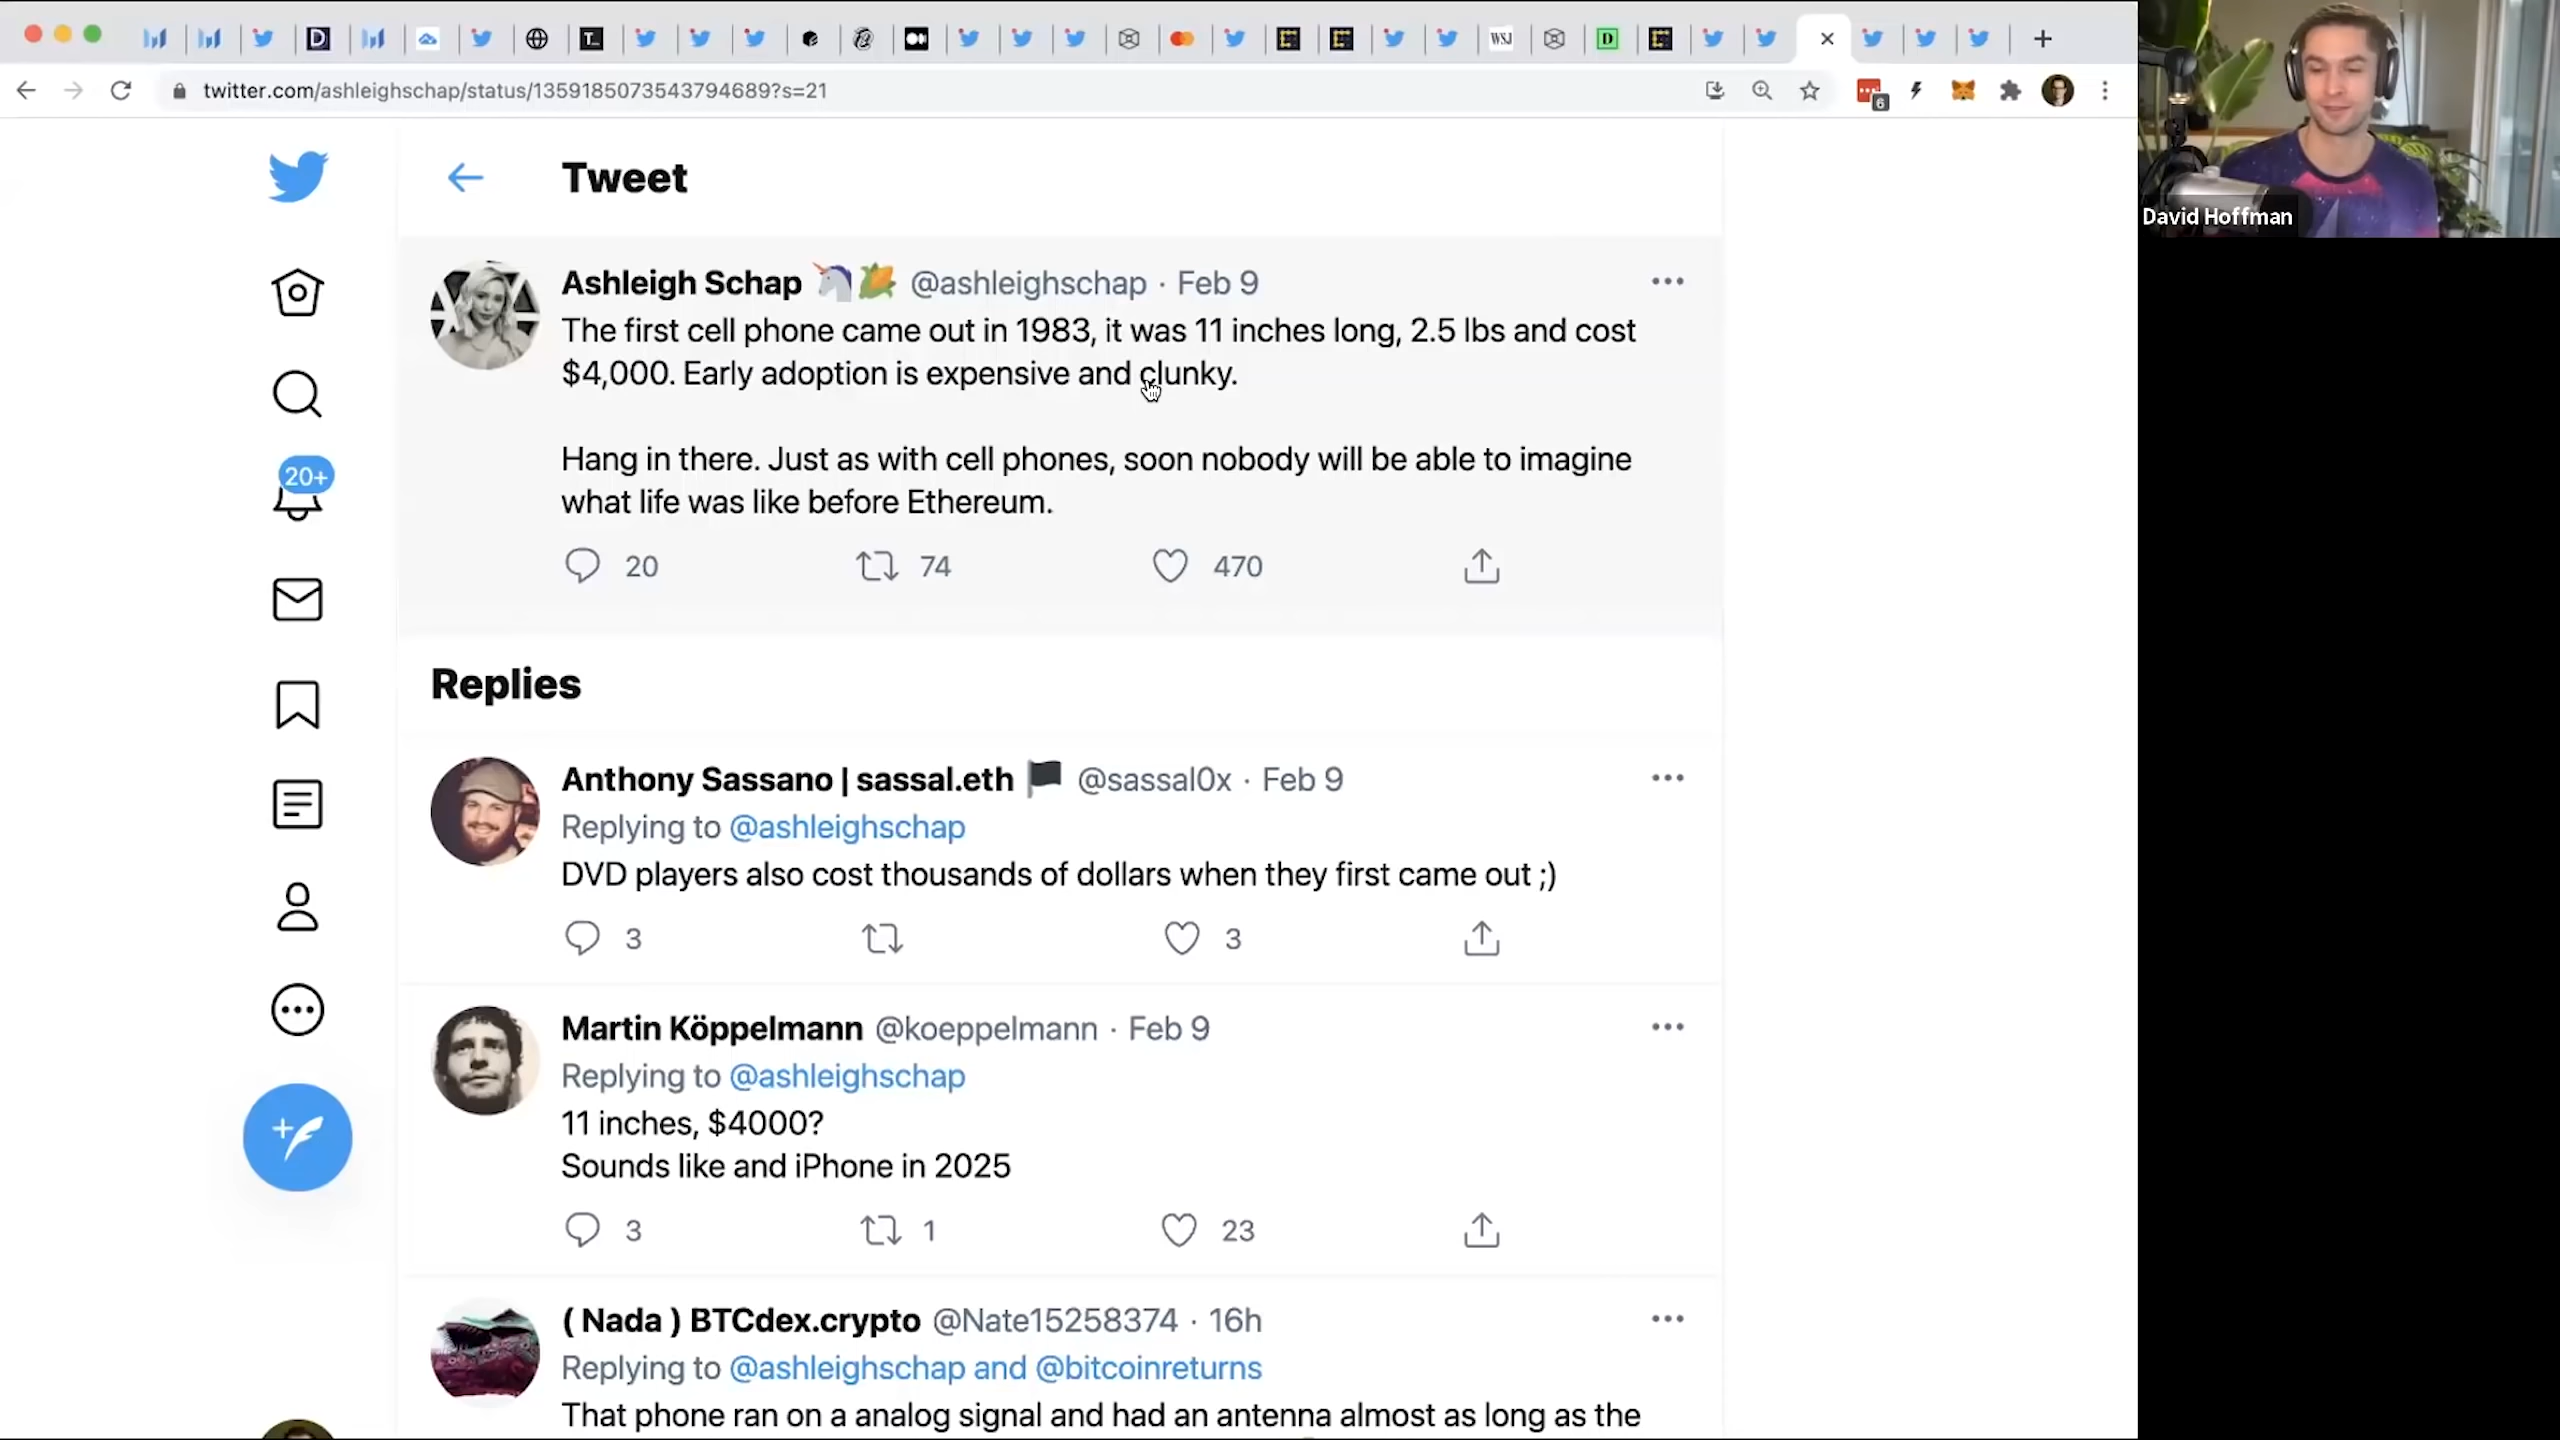 T_
WSJ
D
D
twitter.com/ashleighschap/status/1359185073543794689?s=21
6
David Hoffman
Tweet
Ashleigh Schap 🦄🌽 @ashleighschap · Feb 9
The first cell phone came out in 1983, it was 11 inches long, 2.5 lbs and cost
$4,000. Early adoption is expensive and clunky.
Hang in there. Just as with cell phones, soon nobody will be able to imagine
what life was like before Ethereum.
20 74 470
20+
Replies
Anthony Sassano | sassal.eth 🏴 @sassal0x · Feb 9
Replying to @ashleighschap
DVD players also cost thousands of dollars when they first came out ;)
3 3
Martin Köppelmann @koeppelmann · Feb 9
Replying to @ashleighschap
11 inches, $4000?
Sounds like and iPhone in 2025
3 1 23
( Nada ) BTCdex.crypto @Nate15258374 · 16h
Replying to @ashleighschap and @bitcoinreturns
That phone ran on a analog signal and had an antenna almost as long as the